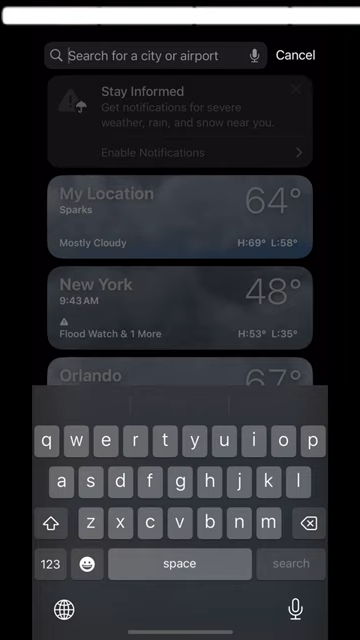 Search for a city or airport Cancel
Stay Informed
Get notifications for severe
weather, rain, and snow near you.
Enable Notifications
My Location 64°
Sparks
Mostly Cloudy H:69° L:58°
New York 48°
9:43 AM
Flood Watch & 1 More H:53° L:35°
Orlando 67°
q w e r t y u i o p
a s d f g h j k l
z x c v b n m
123 space search